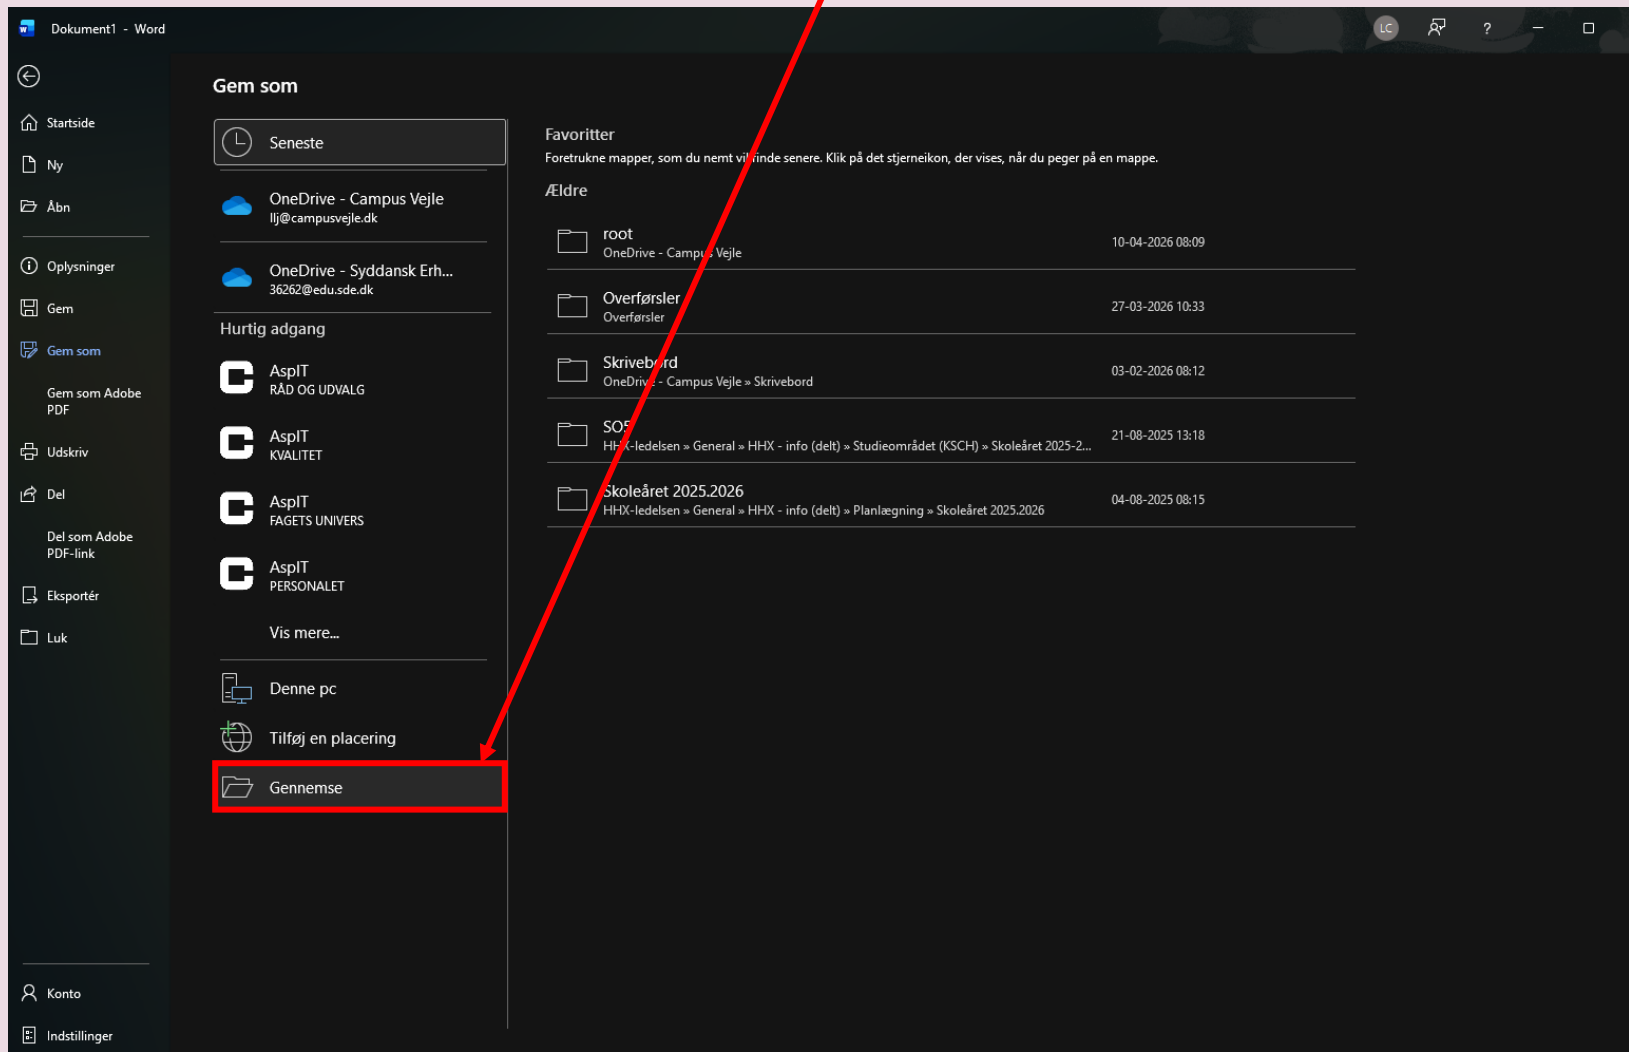 Dokument1 - Word
LC
?
Startside
Ny
Åbn
Oplysninger
Gem
Gem som
Gem som Adobe
PDF
Udskriv
Del
Del som Adobe
PDF-link
Eksportér
Luk
Konto
Indstillinger
Gem som
Seneste
OneDrive - Campus Vejle
llj@campusvejle.dk
OneDrive - Syddansk Erh...
36262@edu.sde.dk
Hurtig adgang
AspIT
RÅD OG UDVALG
AspIT
KVALITET
AspIT
FAGETS UNIVERS
AspIT
PERSONALET
Vis mere...
Denne pc
Tilføj en placering
Gennemse
Favoritter
Foretrukne mapper, som du nemt vil finde senere. Klik på det stjerneikon, der vises, når du peger på en mappe.
Ældre
root
OneDrive - Campus Vejle
10-04-2026 08:09
Overførsler
Overførsler
27-03-2026 10:33
Skrivebord
OneDrive - Campus Vejle » Skrivebord
03-02-2026 08:12
SO5
HHX-ledelsen » General » HHX - info (delt) » Studieområdet (KSCH) » Skoleåret 2025-2...
21-08-2025 13:18
Skoleåret 2025.2026
HHX-ledelsen » General » HHX - info (delt) » Planlægning » Skoleåret 2025.2026
04-08-2025 08:15